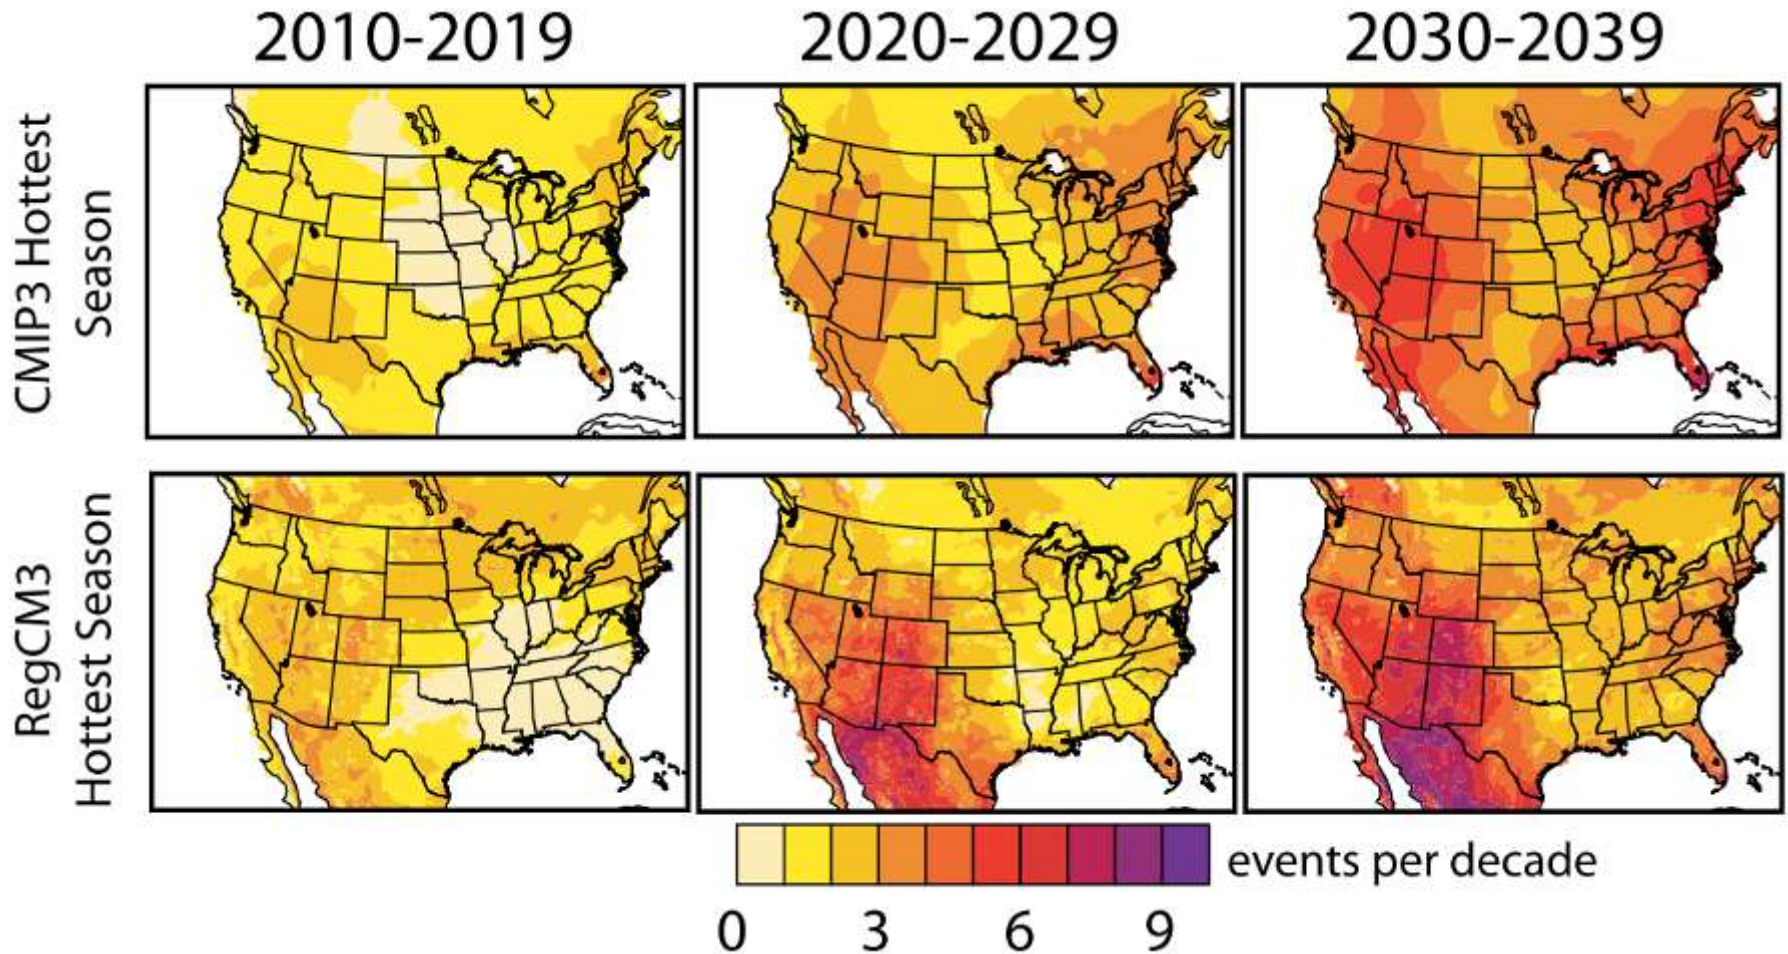 2010-2019 2020-2029 2030-2039
CMIP3 Hottest
Season
RegCM3
Hottest Season
events per decade
0 3 6 9